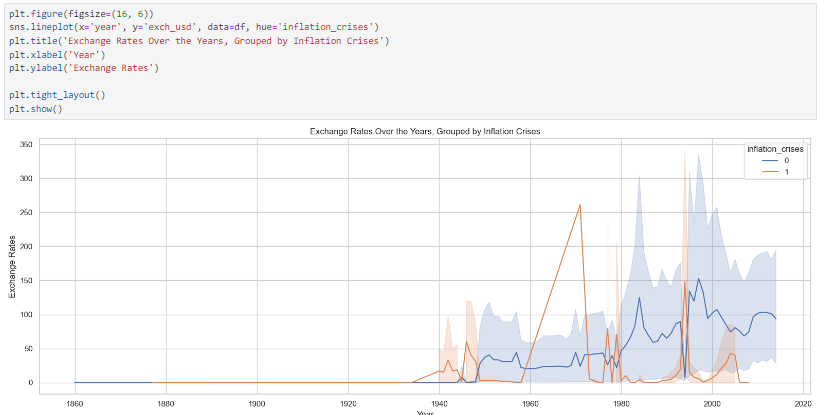 plt.figure(figsize=(16, 6))
sns.lineplot(x='year', y='exch_usd', data=df, hue='inflation_crises')
plt.title('Exchange Rates Over the Years, Grouped by Inflation Crises')
plt.xlabel('Year')
plt.ylabel('Exchange Rates')
plt.tight_layout()
plt.show()
Exchange Rates Over the Years, Grouped by Inflation Crises
inflation_crises
0
1
Exchange Rates
350
300
250
200
150
100
50
0
1860 1880 1900 1920 1940 1960 1980 2000 2020
Year